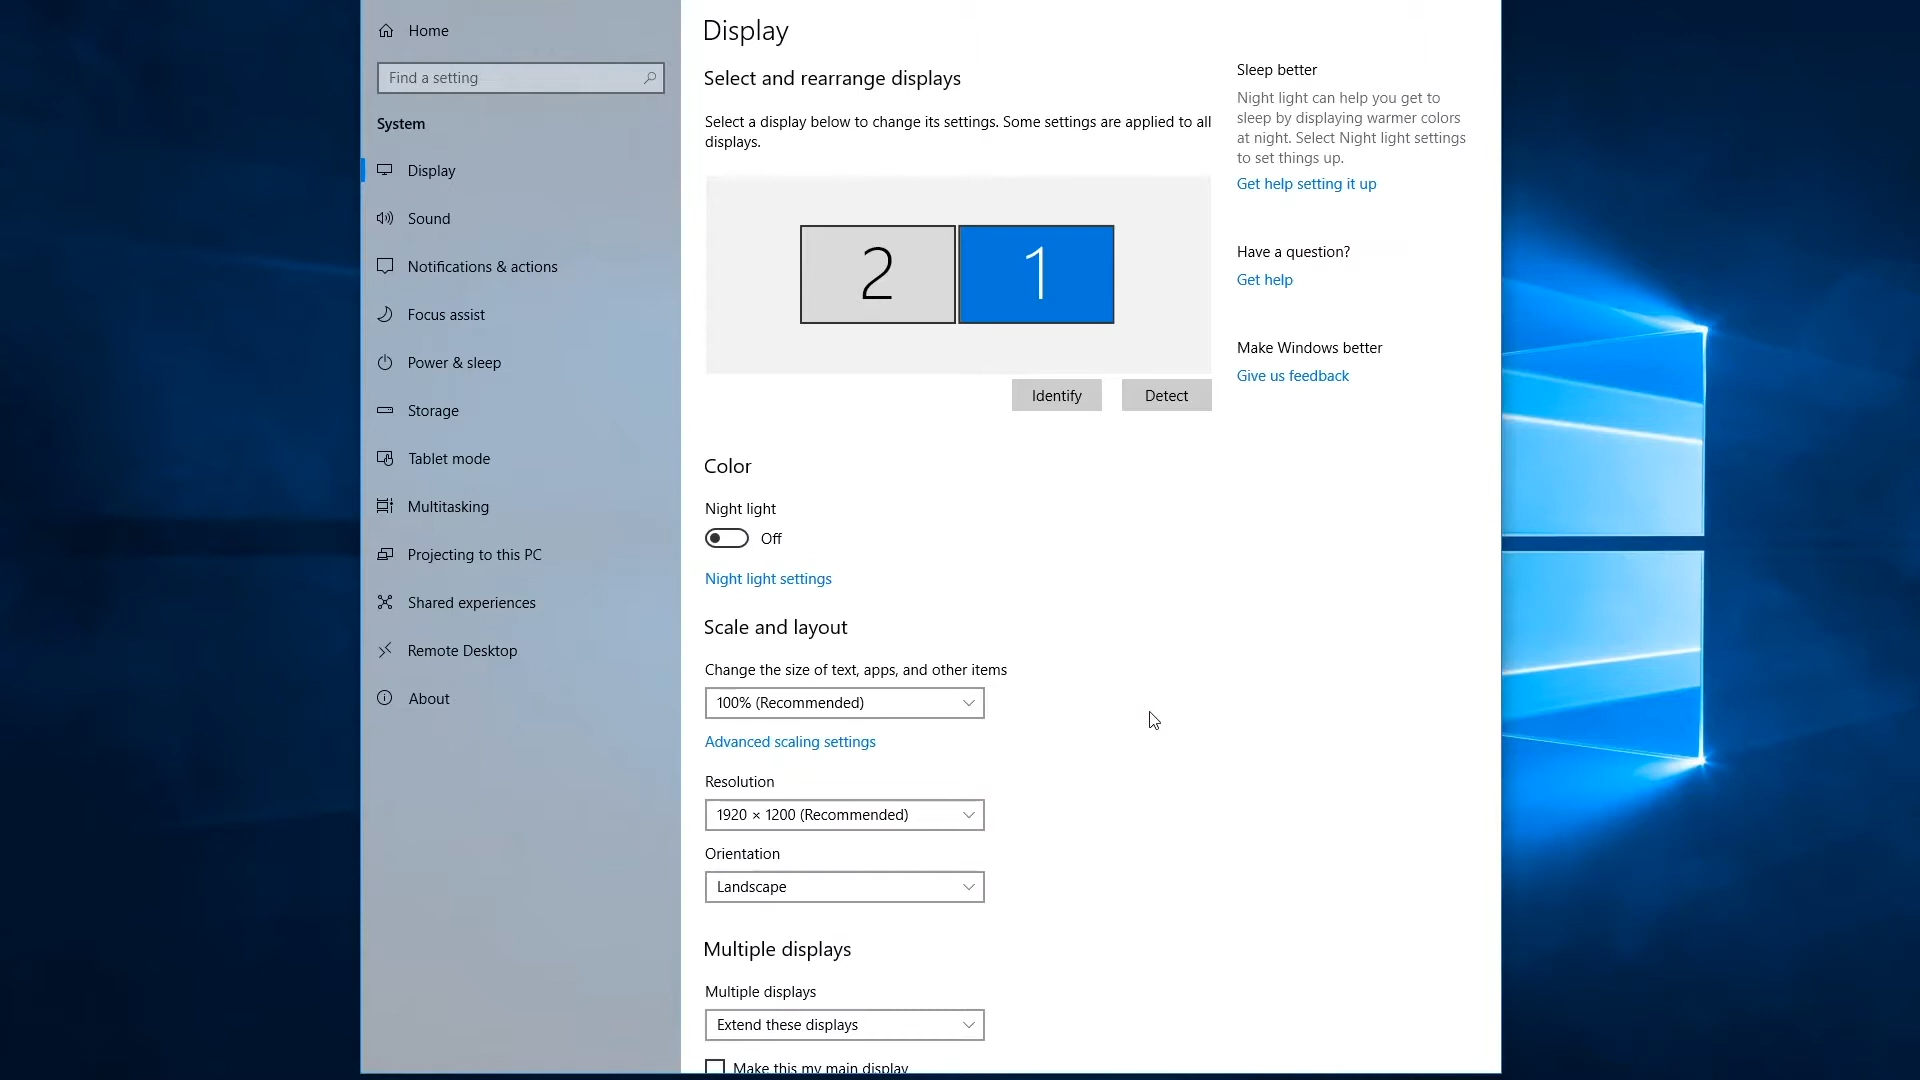 Home
Find a setting
System
Display
Sound
Notifications & actions
Focus assist
Power & sleep
Storage
Tablet mode
Multitasking
Projecting to this PC
Shared experiences
Remote Desktop
About
Display
Select and rearrange displays
Select a display below to change its settings. Some settings are applied to all
displays.
2
1
Identify
Detect
Color
Night light
Off
Night light settings
Scale and layout
Change the size of text, apps, and other items
100% (Recommended)
Advanced scaling settings
Resolution
1920 × 1200 (Recommended)
Orientation
Landscape
Multiple displays
Multiple displays
Extend these displays
Make this my main display
Sleep better
Night light can help you get to
sleep by displaying warmer colors
at night. Select Night light settings
to set things up.
Get help setting it up
Have a question?
Get help
Make Windows better
Give us feedback